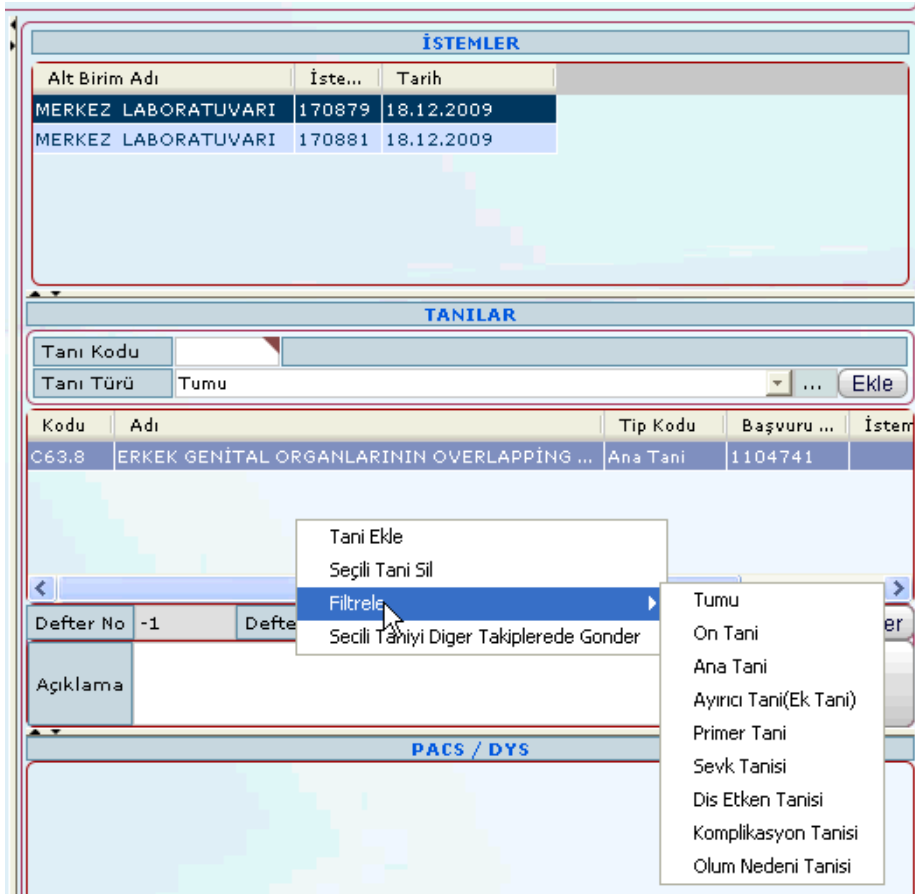 İSTEMLER
Alt Birim Adı İste... Tarih
MERKEZ LABORATUVARI 170879 18.12.2009
MERKEZ LABORATUVARI 170881 18.12.2009
TANILAR
Tanı Kodu
Tanı Türü Tumu ... Ekle
Kodu Adı Tip Kodu Başvuru ... İstem
C63.8 ERKEK GENİTAL ORGANLARININ OVERLAPPİNG ... Ana Tani 1104741
Tani Ekle
Seçili Tani Sil
Filtrele
Secili Taniyi Diger Takiplerede Gonder
Tumu
On Tani
Ana Tani
Ayırıcı Tani(Ek Tani)
Primer Tani
Sevk Tanisi
Dis Etken Tanisi
Komplikasyon Tanisi
Olum Nedeni Tanisi
Defter No -1 Defte
Açıklama
PACS / DYS